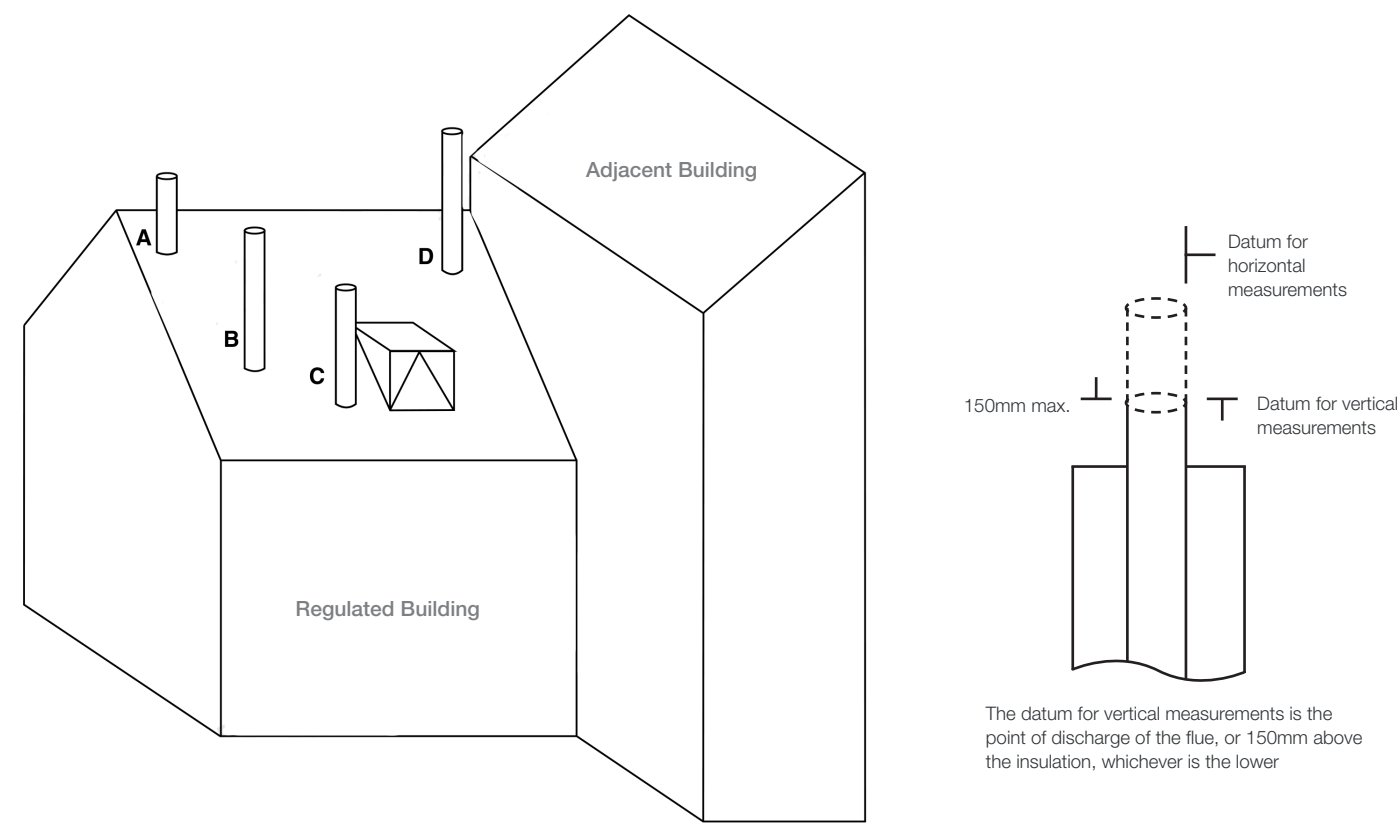 Adjacent Building
A
D
B
C
Regulated Building
Datum for
horizontal
measurements
150mm max.
Datum for vertical
measurements
The datum for vertical measurements is the
point of discharge of the flue, or 150mm above
the insulation, whichever is the lower